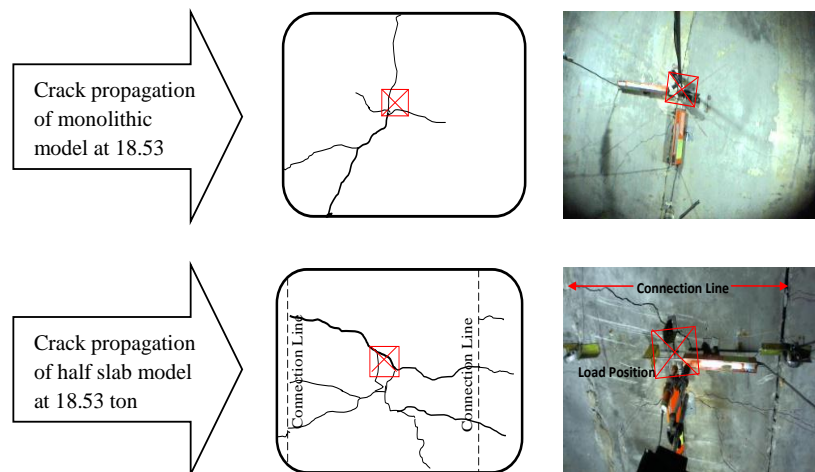 Crack propagation
of monolithic
model at 18.53
Crack propagation
of half slab model
at 18.53 ton
Connection Line
Connection Line
Connection Line
Load Position